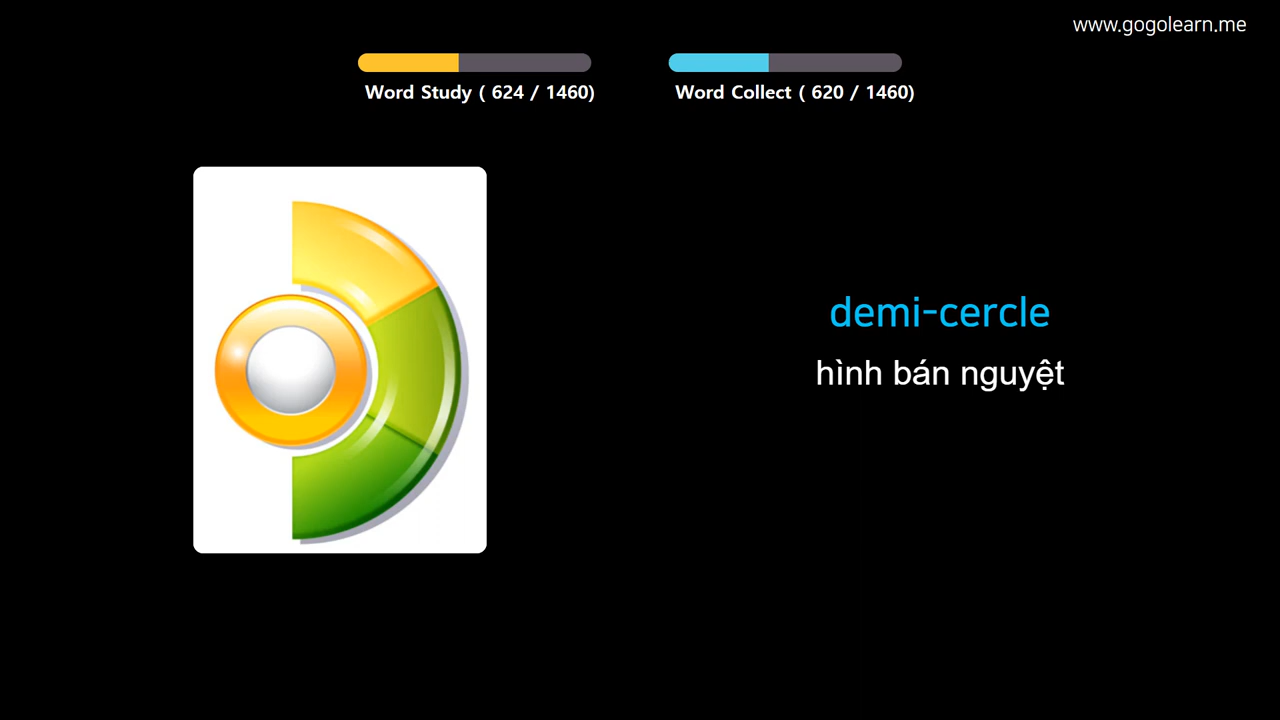 www.gogolearn.me
Word Study ( 624 / 1460)
Word Collect ( 620 / 1460)
demi-cercle
hình bán nguyệt